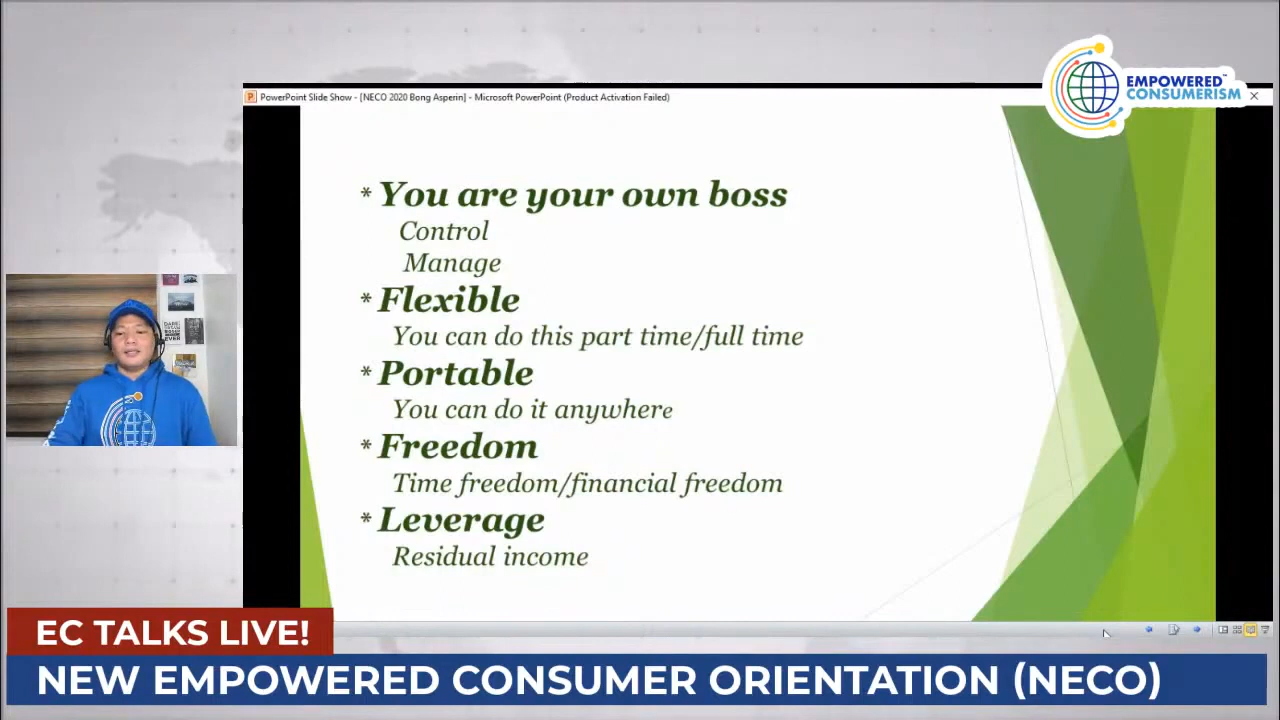 EMPOWERED™
CONSUMERISM
PowerPoint Slide Show - [NECO 2020 Bong Asperin] - Microsoft PowerPoint (Product Activation Failed)
* You are your own boss
Control
Manage
* Flexible
You can do this part time/full time
* Portable
You can do it anywhere
* Freedom
Time freedom/financial freedom
* Leverage
Residual income
EC TALKS LIVE!
NEW EMPOWERED CONSUMER ORIENTATION (NECO)